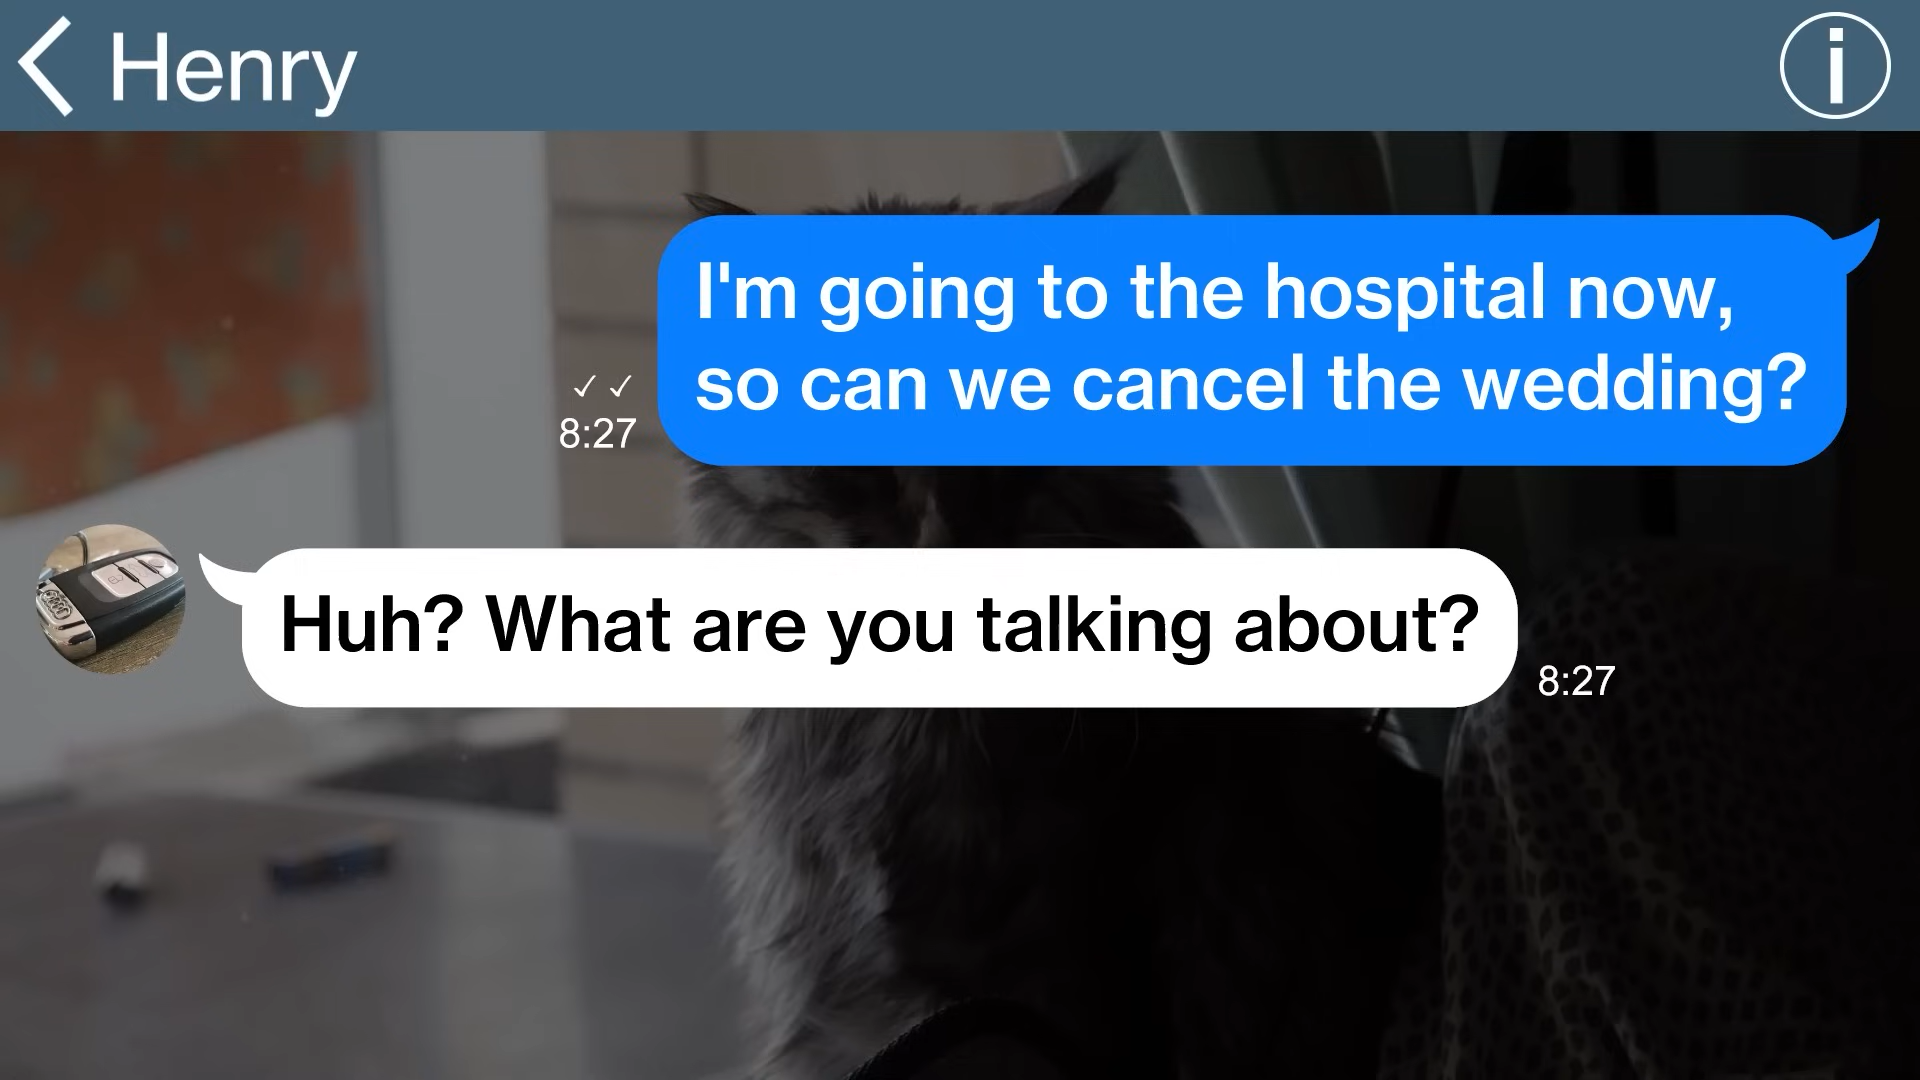 Henry
I'm going to the hospital now,
so can we cancel the wedding?
✓ ✓
8:27
Huh? What are you talking about?
8:27